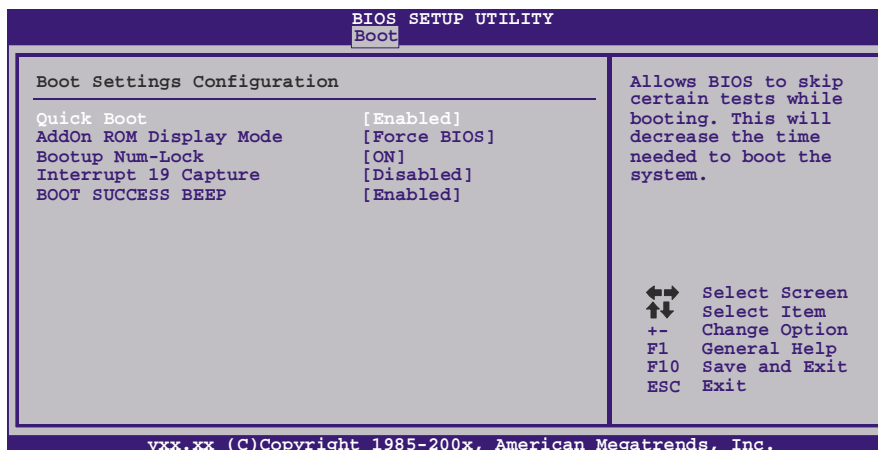 BIOS SETUP UTILITY
Boot
Boot Settings Configuration
Quick Boot [Enabled]
AddOn ROM Display Mode [Force BIOS]
Bootup Num-Lock [ON]
Interrupt 19 Capture [Disabled]
BOOT SUCCESS BEEP [Enabled]
Allows BIOS to skip
certain tests while
booting. This will
decrease the time
needed to boot the
system.
Select Screen
Select Item
+- Change Option
F1 General Help
F10 Save and Exit
ESC Exit
vxx.xx (C)Copyright 1985-200x, American Megatrends, Inc.